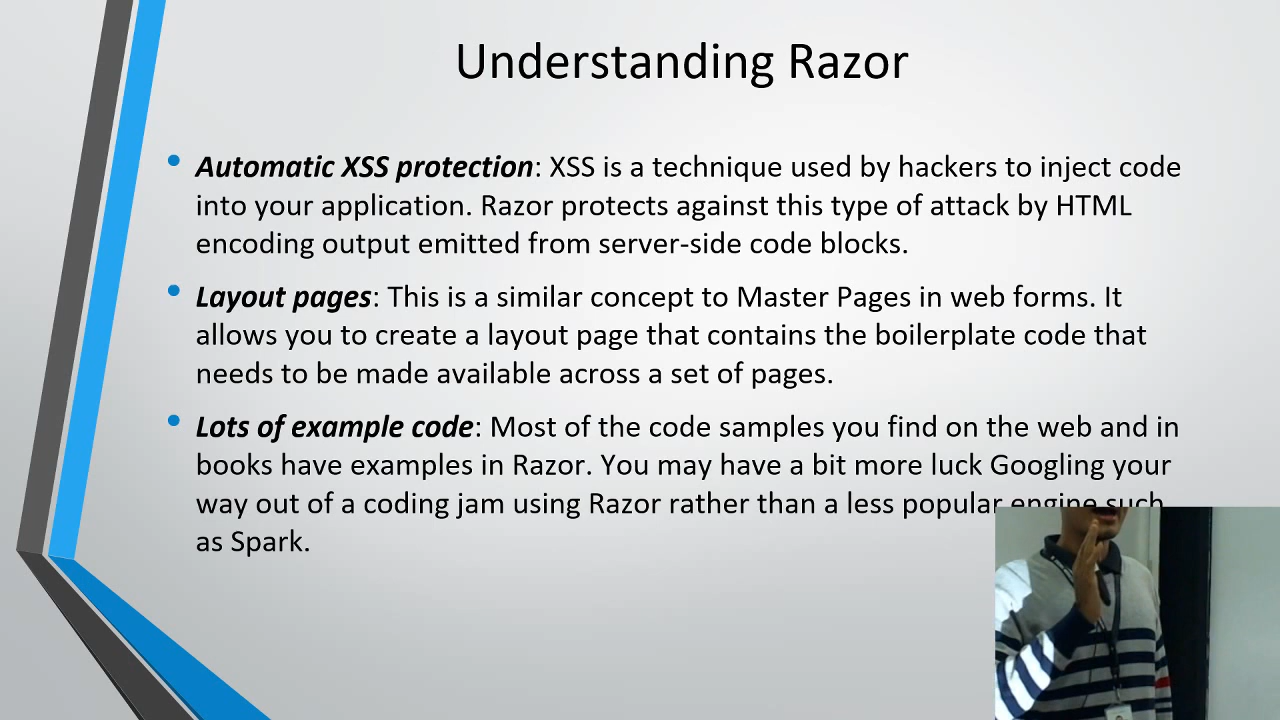 Understanding Razor
• Automatic XSS protection: XSS is a technique used by hackers to inject code
into your application. Razor protects against this type of attack by HTML
encoding output emitted from server-side code blocks.
• Layout pages: This is a similar concept to Master Pages in web forms. It
allows you to create a layout page that contains the boilerplate code that
needs to be made available across a set of pages.
• Lots of example code: Most of the code samples you find on the web and in
books have examples in Razor. You may have a bit more luck Googling your
way out of a coding jam using Razor rather than a less popular engine such
as Spark.